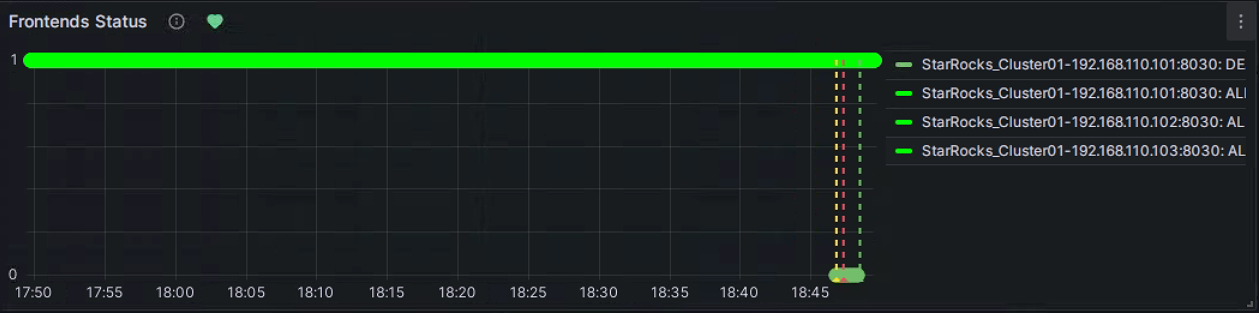 Frontends Status
1
StarRocks_Cluster01-192.168.110.101:8030: DE
StarRocks_Cluster01-192.168.110.101:8030: ALI
StarRocks_Cluster01-192.168.110.102:8030: AL
StarRocks_Cluster01-192.168.110.103:8030: AL
0
17:50 17:55 18:00 18:05 18:10 18:15 18:20 18:25 18:30 18:35 18:40 18:45